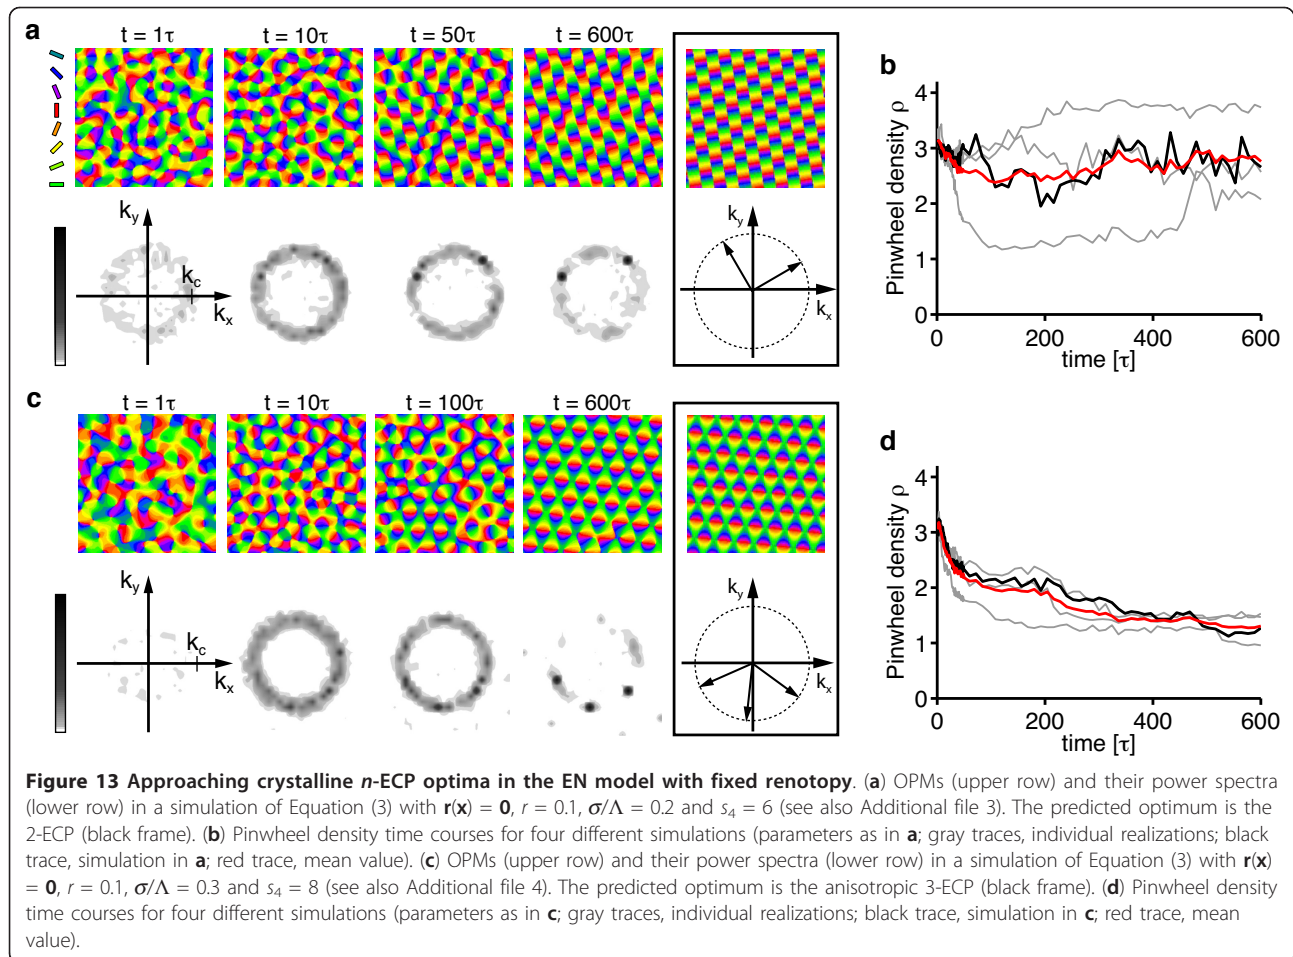 a
t = 1τ t = 10τ t = 50τ t = 600τ
k_y
k_c
k_x
k_y
k_x
b
Pinwheel density ρ
4
3
2
1
0
0 200 400 600
time [τ]
c
t = 1τ t = 10τ t = 100τ t = 600τ
k_y
k_c
k_x
k_y
k_x
d
Pinwheel density ρ
4
3
2
1
0
0 200 400 600
time [τ]
Figure 13 Approaching crystalline n-ECP optima in the EN model with fixed renotopy. (a) OPMs (upper row) and their power spectra
(lower row) in a simulation of Equation (3) with r(x) = 0, r = 0.1, σ/Λ = 0.2 and s₄ = 6 (see also Additional file 3). The predicted optimum is the
2-ECP (black frame). (b) Pinwheel density time courses for four different simulations (parameters as in a; gray traces, individual realizations; black
trace, simulation in a; red trace, mean value). (c) OPMs (upper row) and their power spectra (lower row) in a simulation of Equation (3) with r(x)
= 0, r = 0.1, σ/Λ = 0.3 and s₄ = 8 (see also Additional file 4). The predicted optimum is the anisotropic 3-ECP (black frame). (d) Pinwheel density
time courses for four different simulations (parameters as in c; gray traces, individual realizations; black trace, simulation in c; red trace, mean
value).